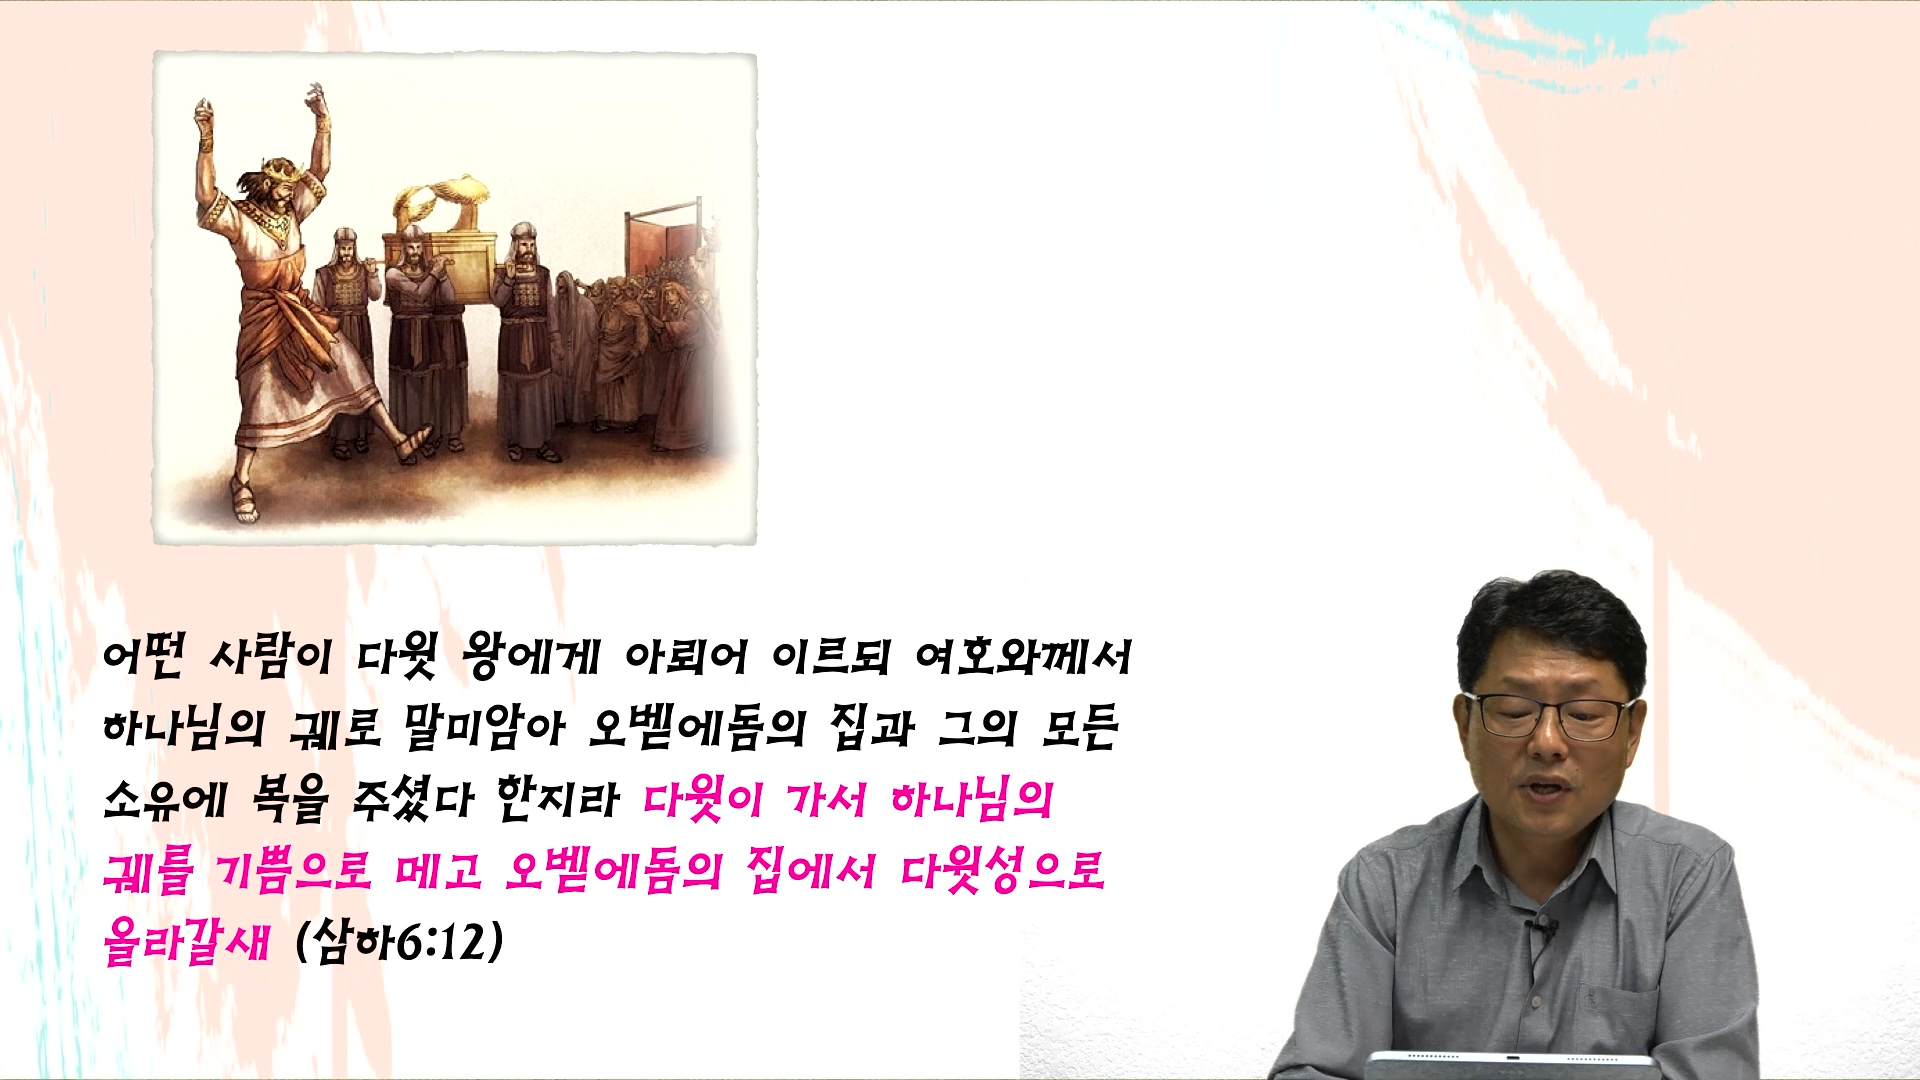 어떤 사람이 다윗 왕에게 아뢰어 이르되 여호와께서
하나님의 궤로 말미암아 오벧에돔의 집과 그의 모든
소유에 복을 주셨다 한지라 다윗이 가서 하나님의
궤를 기쁨으로 메고 오벧에돔의 집에서 다윗성으로
올라갈새 (삼하6:12)